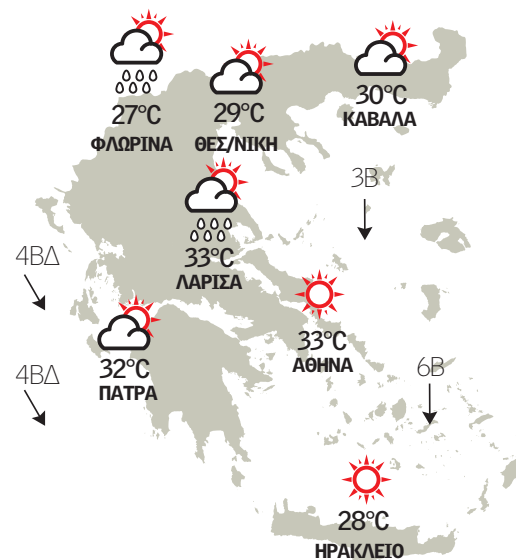 27°C
ΦΛΩΡΙΝΑ
29°C
ΘΕΣ/ΝΙΚΗ
30°C
ΚΑΒΑΛΑ
3Β
33°C
ΛΑΡΙΣΑ
4ΒΔ
32°C
ΠΑΤΡΑ
33°C
ΑΘΗΝΑ
4ΒΔ
6Β
28°C
ΗΡΑΚΛΕΙΟ